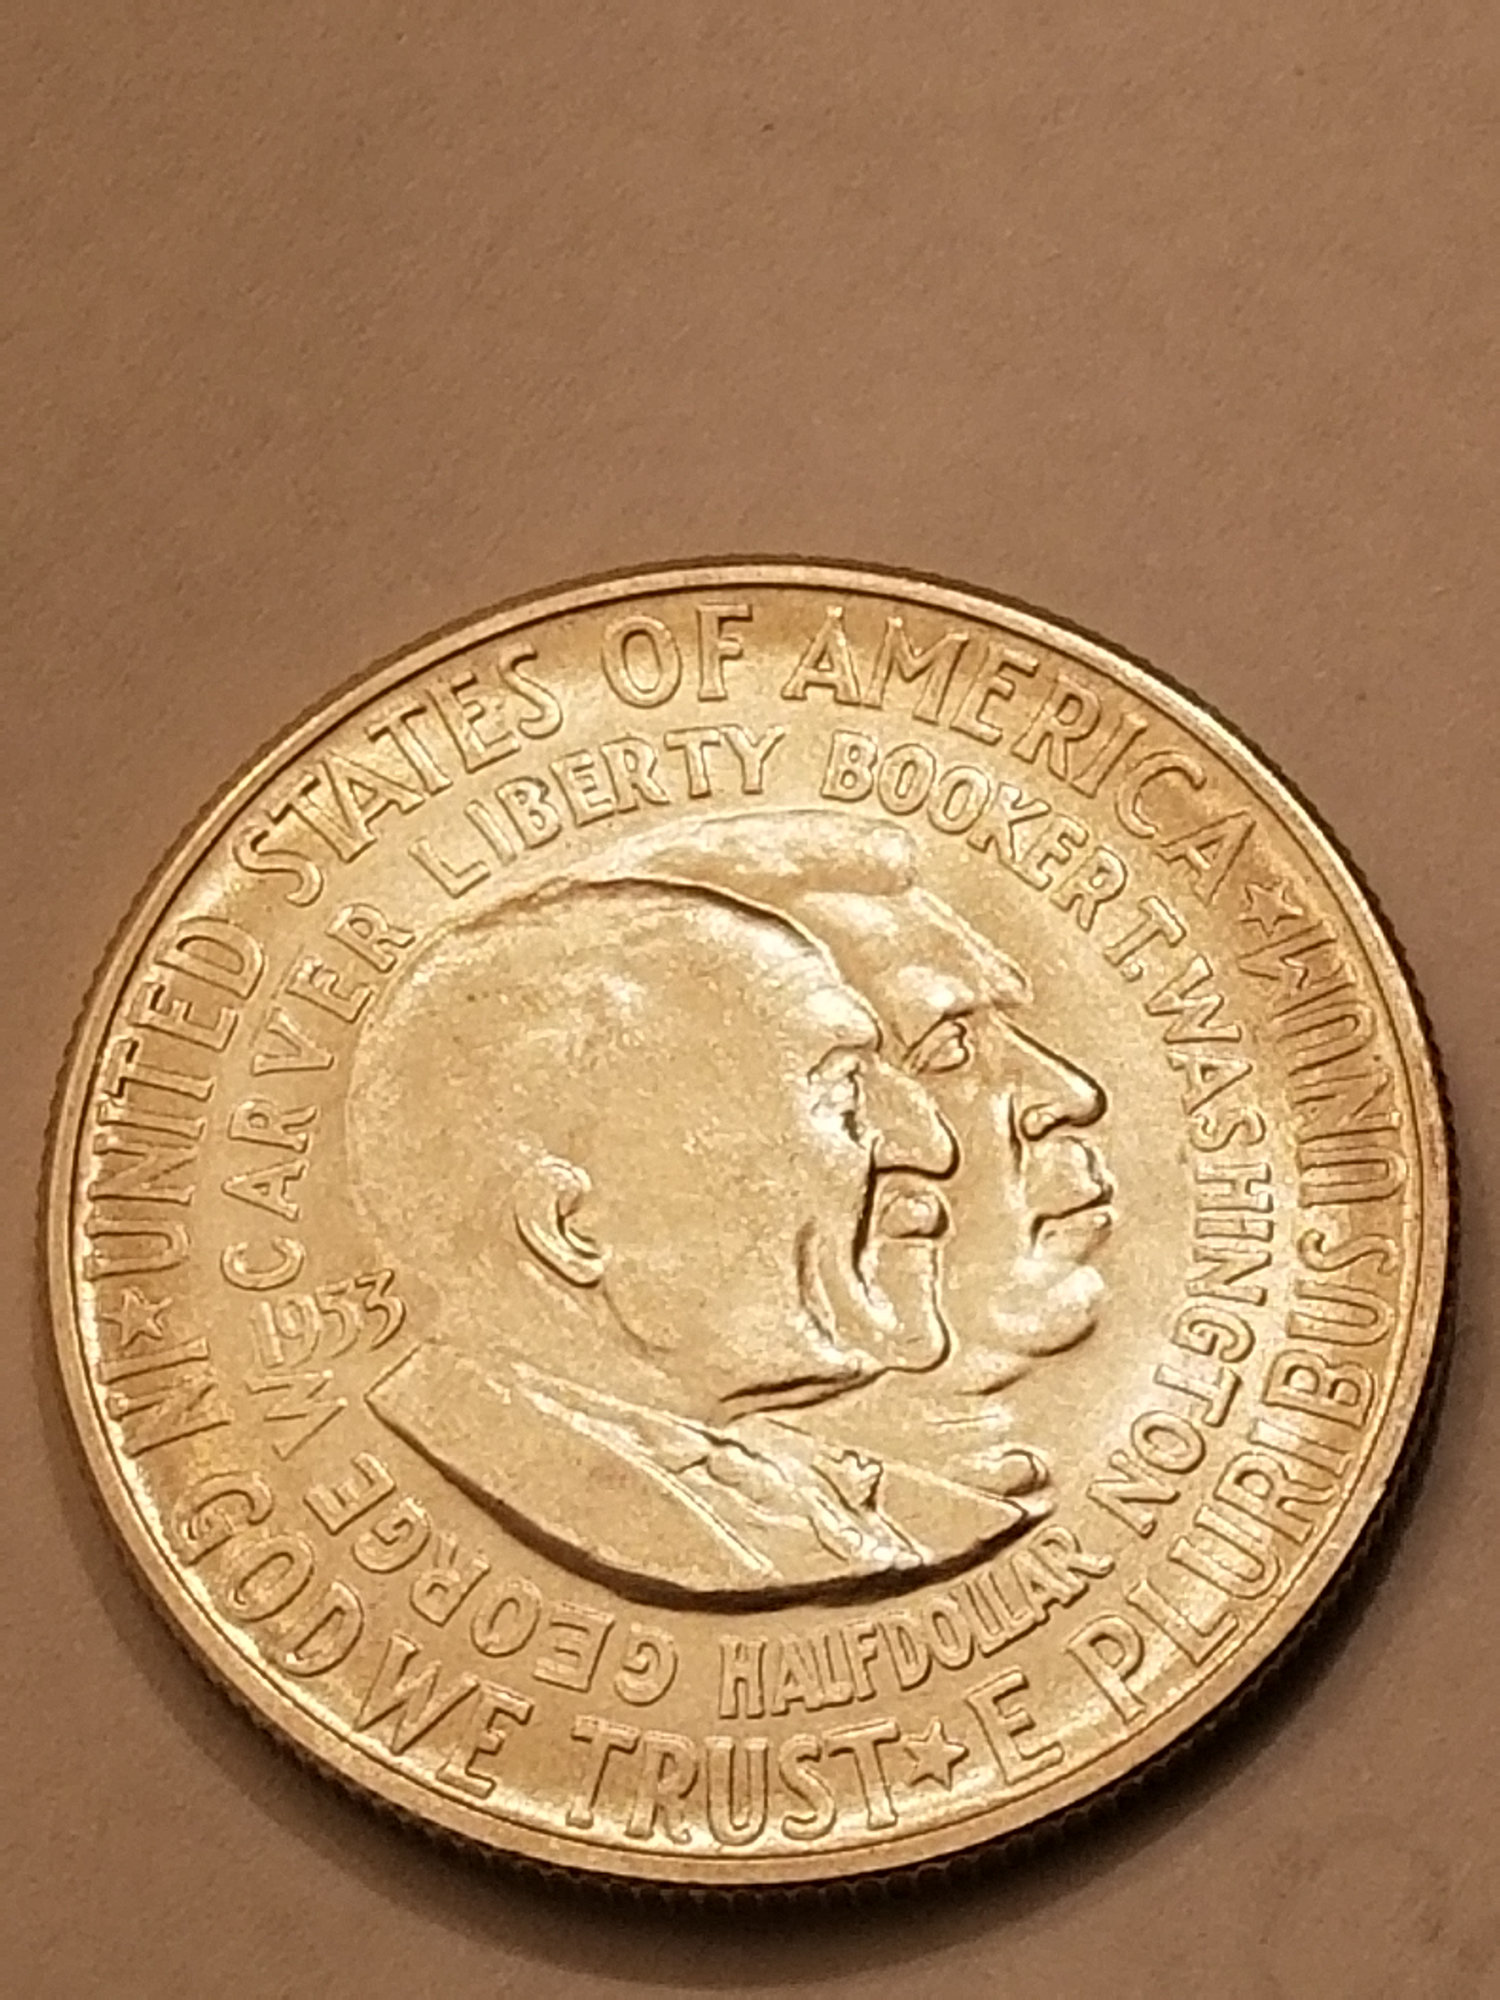 ★ UNITED STATES OF AMERICA ★ E PLURIBUS UNUM ★ IN GOD WE TRUST
GEORGE W CARVER LIBERTY BOOKER T. WASHINGTON
HALF DOLLAR
1953